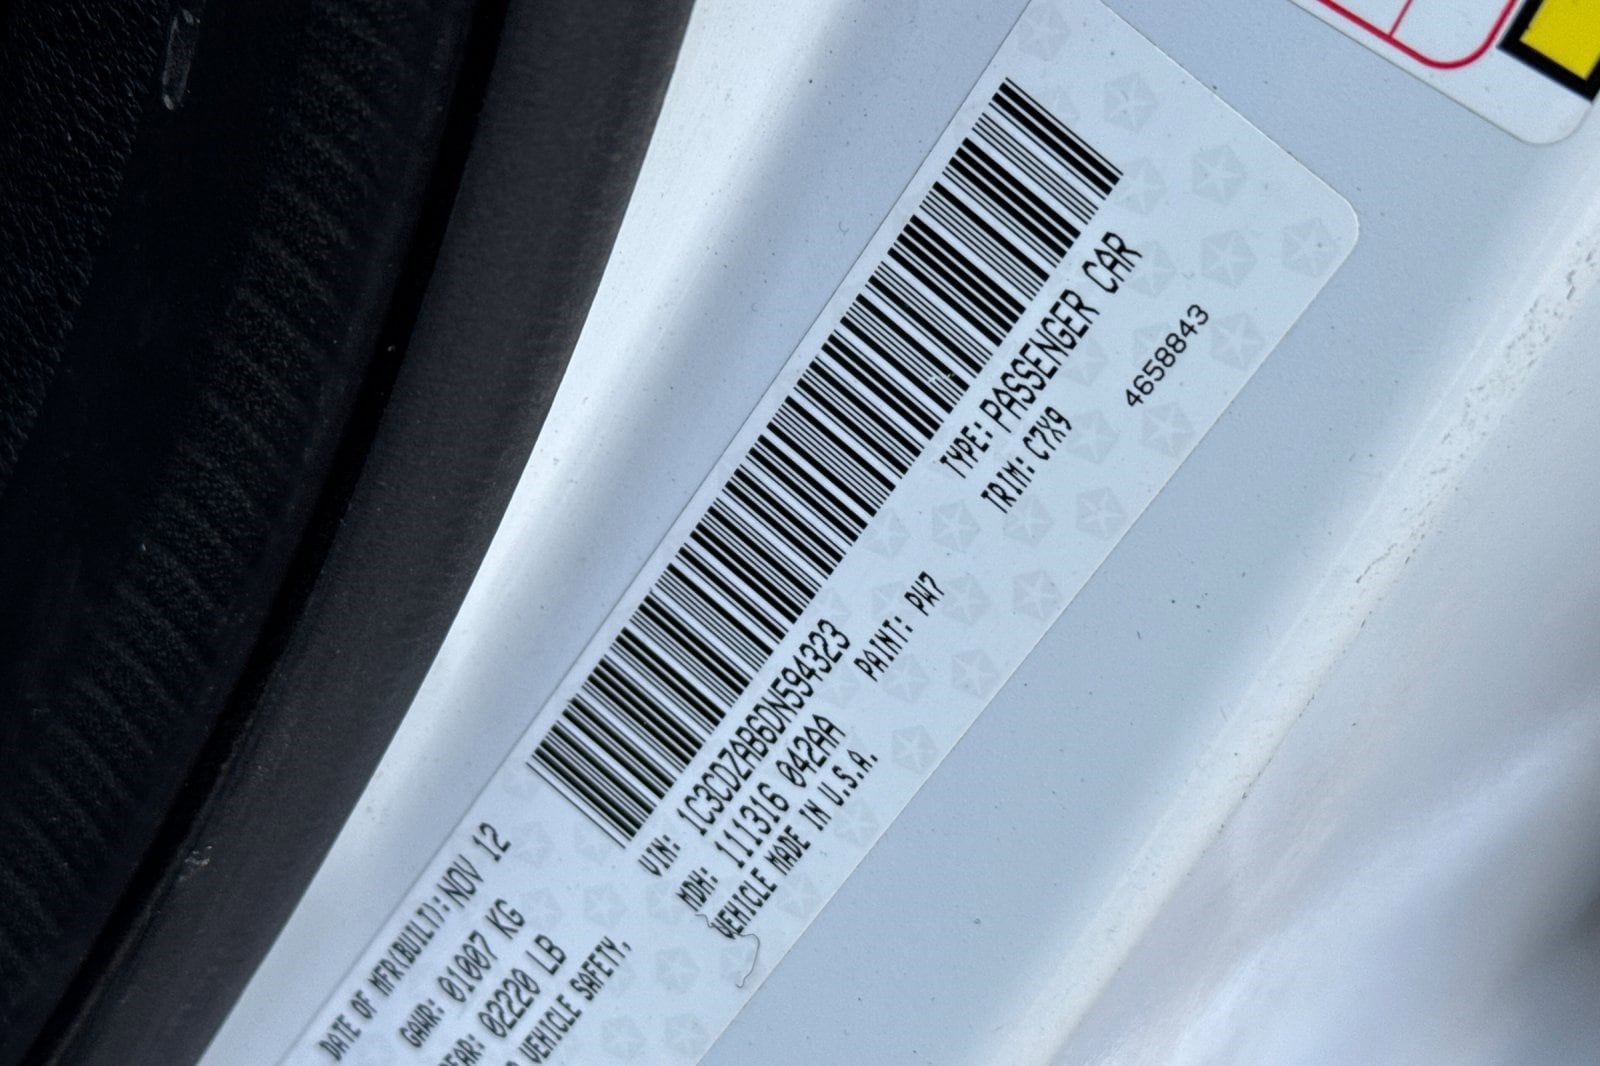 DATE OF MFR(BUILT): NOV 12
GAWR: 01007 KG
02220 LB
VEHICLE SAFETY,
VIN: 1C3CDZAB6DN594323
TYPE: PASSENGER CAR
MDH: 111316 042AA
PAINT: PW7
TRIM: C7X9
VEHICLE MADE IN U.S.A.
4658843